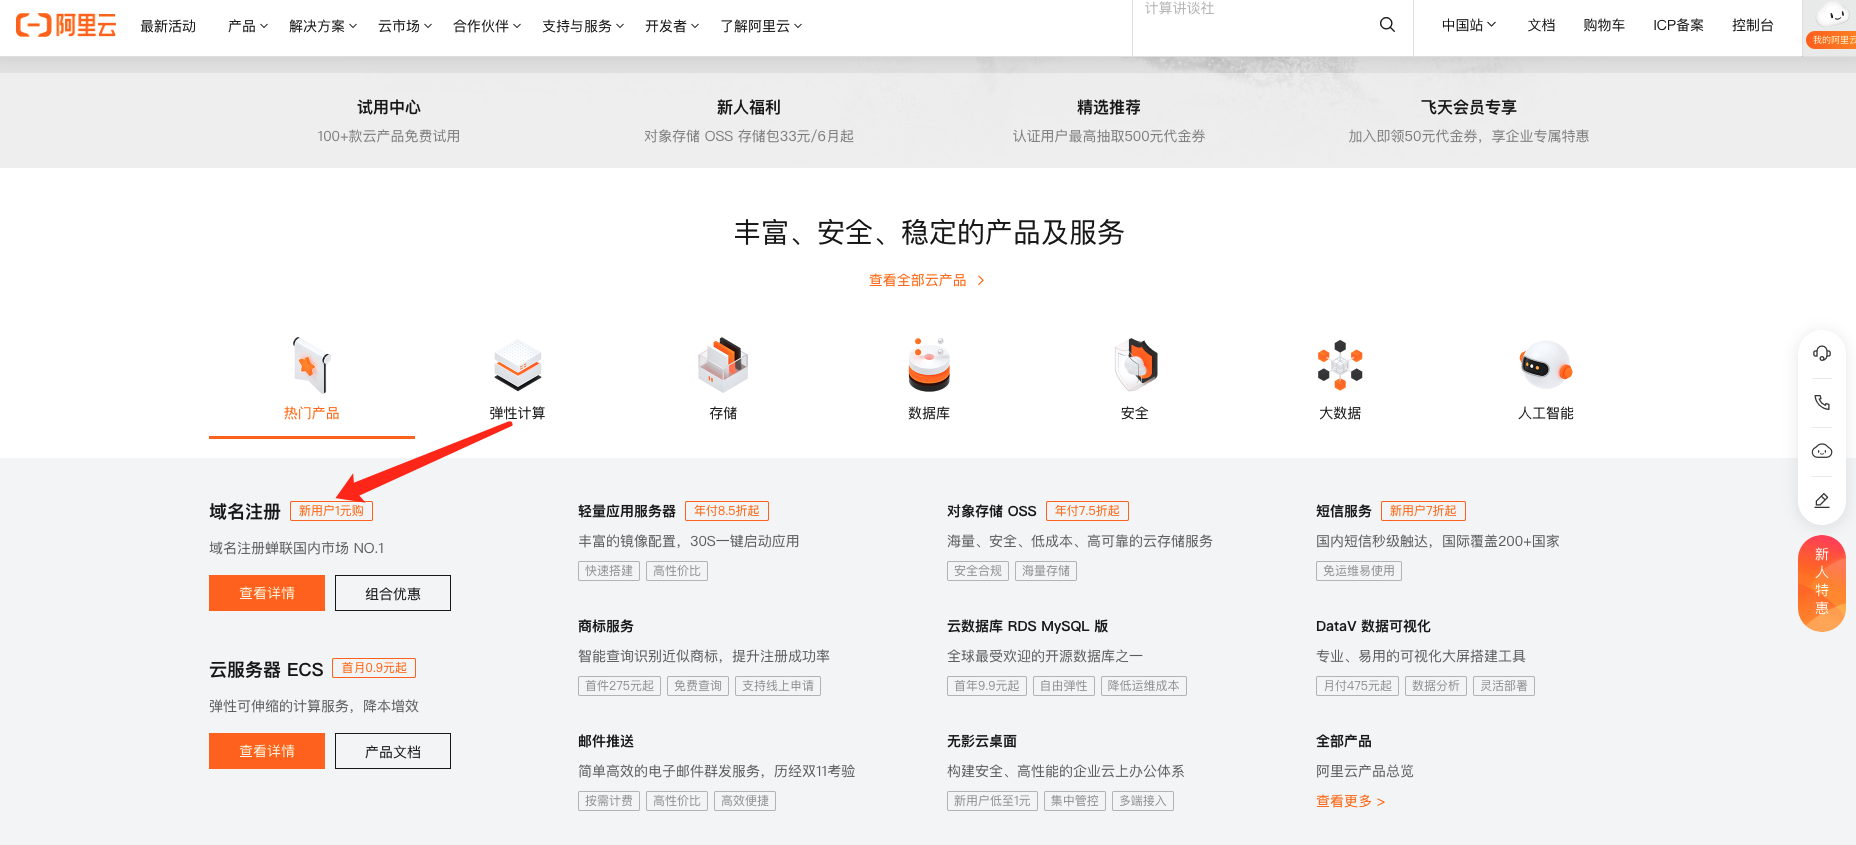 阿里云 最新活动 产品 解决方案 云市场 合作伙伴 支持与服务 开发者 了解阿里云 计算讲谈社 中国站 文档 购物车 ICP备案 控制台
我的阿里云
试用中心 新人福利 精选推荐 飞天会员专享
100+款云产品免费试用 对象存储 OSS 存储包33元/6月起 认证用户最高抽取500元代金券 加入即领50元代金券，享企业专属特惠
丰富、安全、稳定的产品及服务
查看全部云产品 >
热门产品 弹性计算 存储 数据库 安全 大数据 人工智能
域名注册 新用户1元购
域名注册蝉联国内市场 NO.1
查看详情 组合优惠
云服务器 ECS 首月0.9元起
弹性可伸缩的计算服务，降本增效
查看详情 产品文档
轻量应用服务器 年付8.5折起
丰富的镜像配置，30S一键启动应用
快速搭建 高性价比
商标服务
智能查询识别近似商标，提升注册成功率
首件275元起 免费查询 支持线上申请
邮件推送
简单高效的电子邮件群发服务，历经双11考验
按需计费 高性价比 高效便捷
对象存储 OSS 年付7.5折起
海量、安全、低成本、高可靠的云存储服务
安全合规 海量存储
云数据库 RDS MySQL 版
全球最受欢迎的开源数据库之一
首年9.9元起 自由弹性 降低运维成本
无影云桌面
构建安全、高性能的企业云上办公体系
新用户低至1元 集中管控 多端接入
短信服务 新用户7折起
国内短信秒级触达，国际覆盖200+国家
免运维易使用
DataV 数据可视化
专业、易用的可视化大屏搭建工具
月付475元起 数据分析 灵活部署
全部产品
阿里云产品总览
查看更多 >
新
人
特
惠